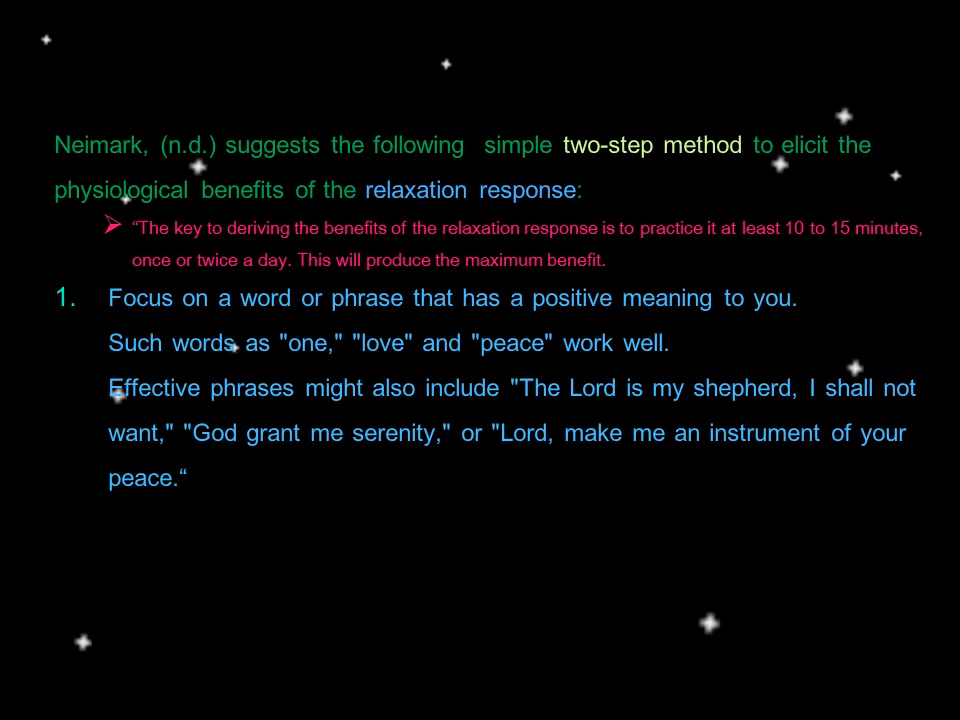 Neimark, (n.d.) suggests the following simple two-step method to elicit the
physiological benefits of the relaxation response:
➢ “The key to deriving the benefits of the relaxation response is to practice it at least 10 to 15 minutes,
once or twice a day. This will produce the maximum benefit.
1. Focus on a word or phrase that has a positive meaning to you.
Such words as "one," "love" and "peace" work well.
Effective phrases might also include "The Lord is my shepherd, I shall not
want," "God grant me serenity," or "Lord, make me an instrument of your
peace.“